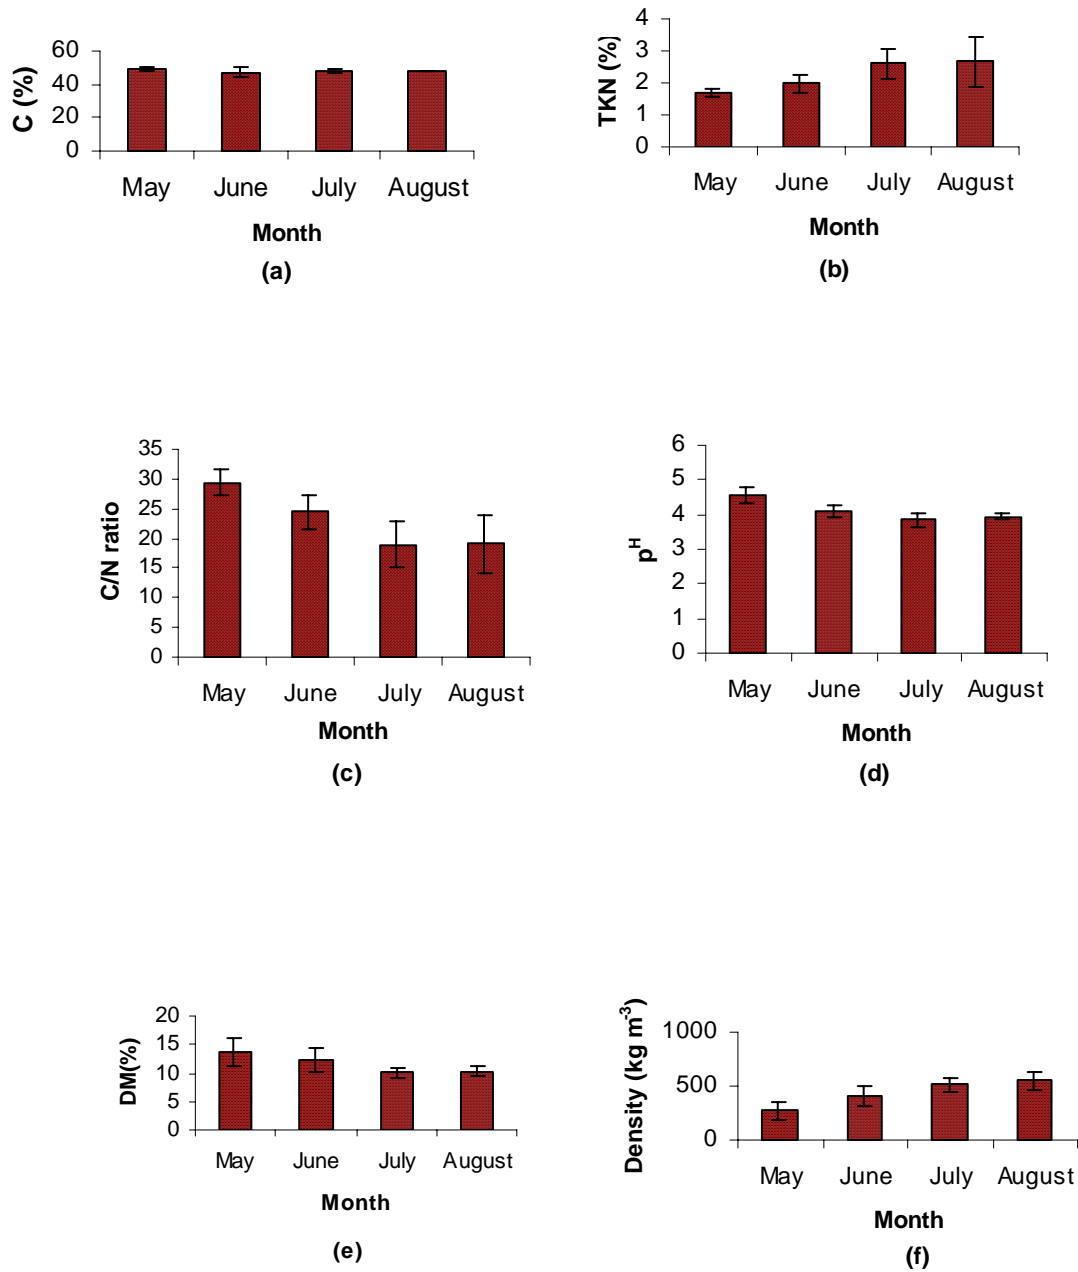 C (%)
60
40
20
0
May June July August
Month
(a)
TKN (%)
4
3
2
1
0
May June July August
Month
(b)
C/N ratio
35
30
25
20
15
10
5
0
May June July August
Month
(c)
p^H
6
5
4
3
2
1
0
May June July August
Month
(d)
DM(%)
20
15
10
5
0
May June July August
Month
(e)
Density (kg m⁻³)
1000
500
0
May June July August
Month
(f)